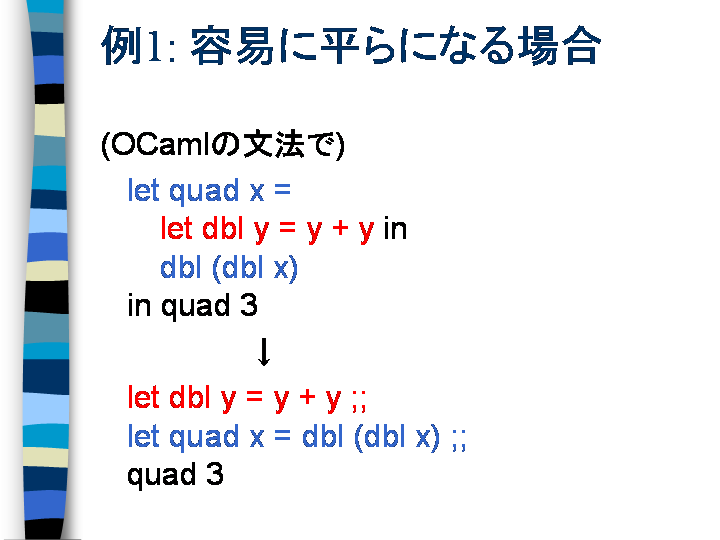 例1: 容易に平らになる場合
(OCamlの文法で)
let quad x =
let dbl y = y + y in
dbl (dbl x)
in quad 3
↓
let dbl y = y + y ;;
let quad x = dbl (dbl x) ;;
quad 3